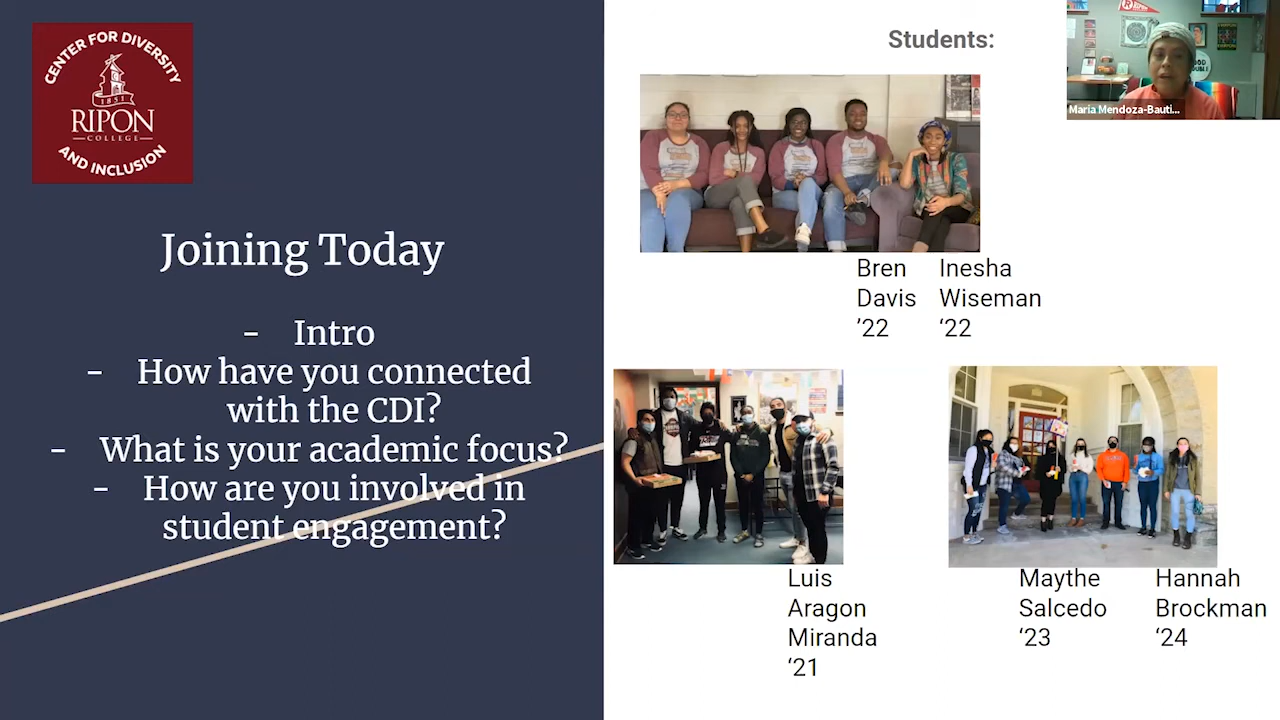 CENTER FOR DIVERSITY
1851
RIPON
COLLEGE
AND INCLUSION
Joining Today
- Intro
- How have you connected
with the CDI?
- What is your academic focus?
- How are you involved in
student engagement?
Students:
Bren
Davis
’22
Inesha
Wiseman
‘22
Luis
Aragon
Miranda
‘21
Maythe
Salcedo
‘23
Hannah
Brockman
‘24
Maria Mendoza-Bauti...